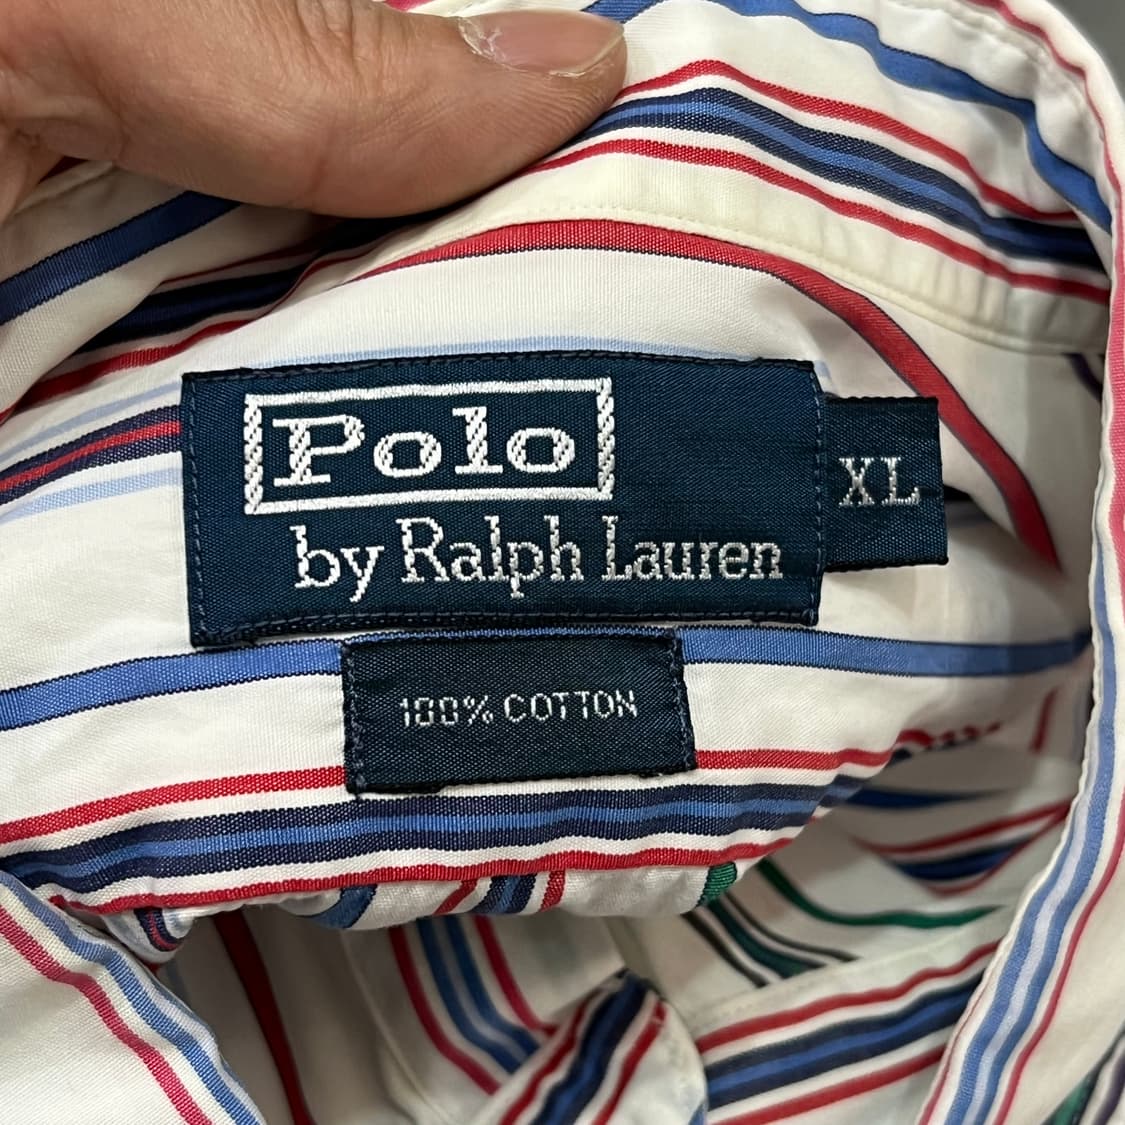 Polo
by Ralph Lauren
XL
100% COTTON